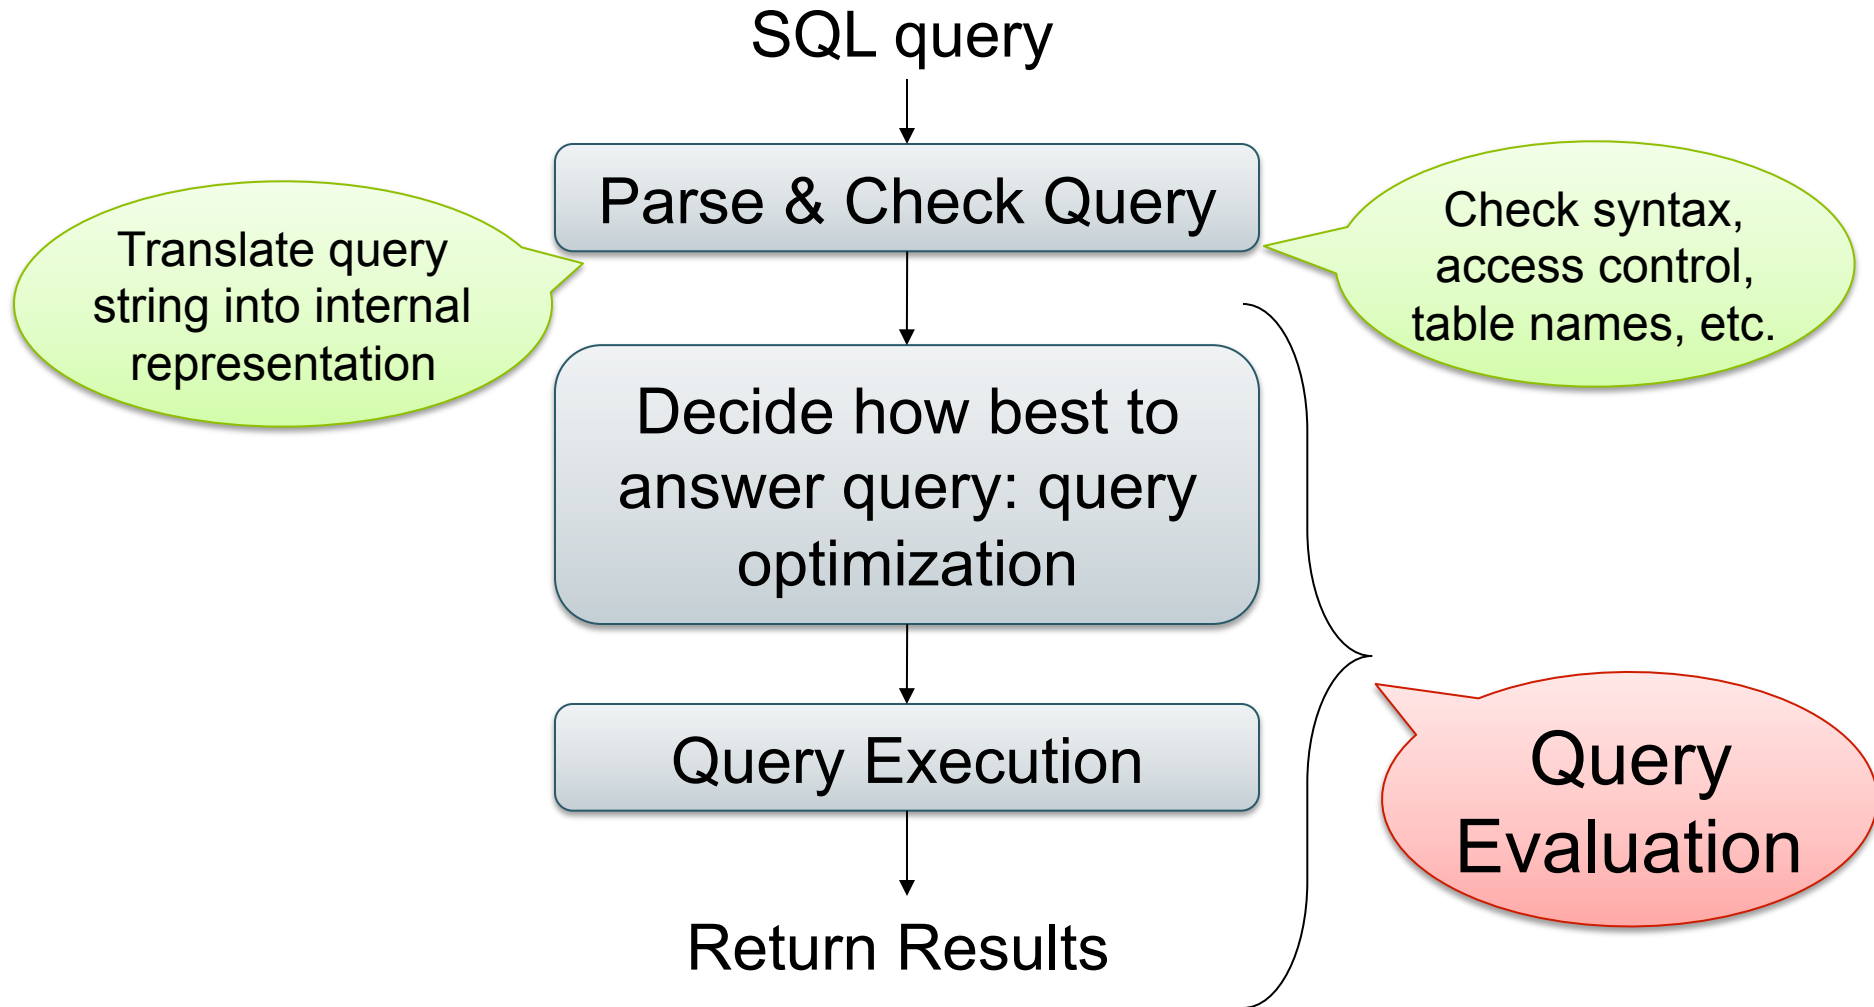 SQL query
Parse & Check Query
Translate query
string into internal
representation
Check syntax,
access control,
table names, etc.
Decide how best to
answer query: query
optimization
Query Execution
Query
Evaluation
Return Results